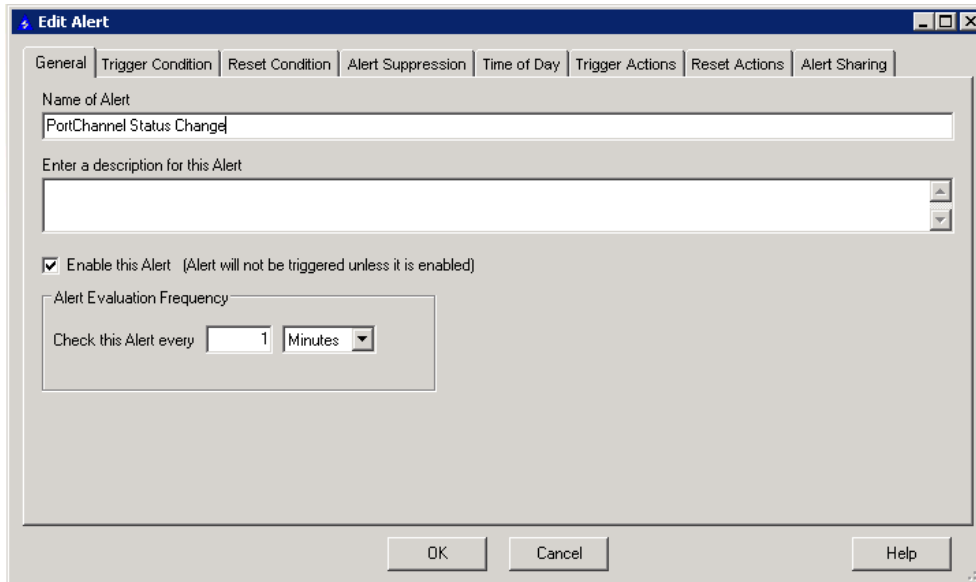 Edit Alert
General Trigger Condition Reset Condition Alert Suppression Time of Day Trigger Actions Reset Actions Alert Sharing
Name of Alert
PortChannel Status Change
Enter a description for this Alert
Enable this Alert (Alert will not be triggered unless it is enabled)
Alert Evaluation Frequency
Check this Alert every 1 Minutes
OK Cancel Help